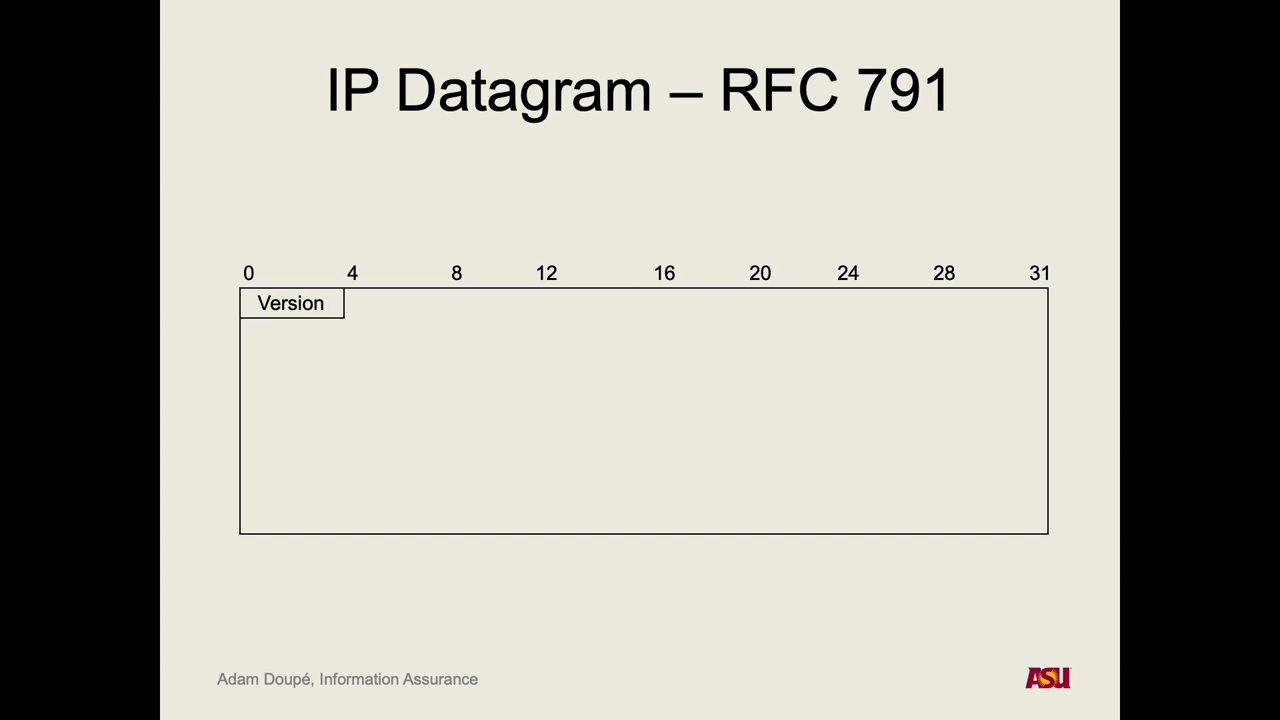 IP Datagram – RFC 791
0 4 8 12 16 20 24 28 31
Version
Adam Doupé, Information Assurance
ASU